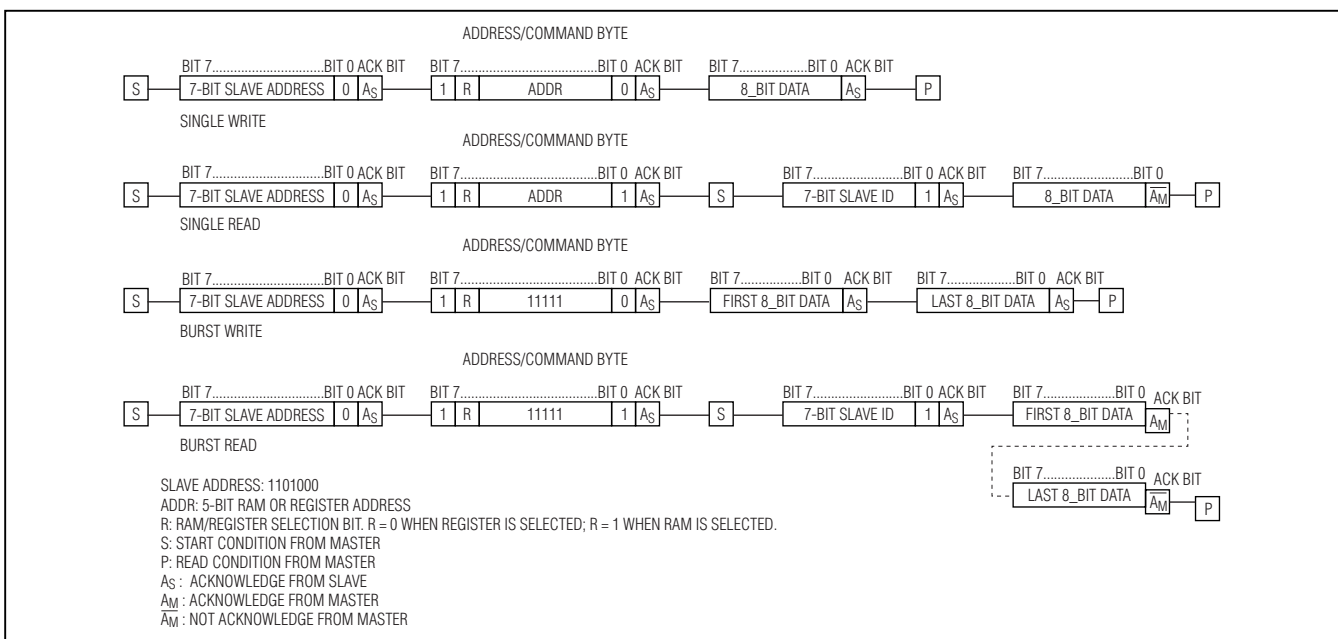 ADDRESS/COMMAND BYTE
BIT 7..............................BIT 0 ACK BIT BIT 7.....................................BIT 0 ACK BIT BIT 7...................BIT 0 ACK BIT
S 7-BIT SLAVE ADDRESS 0 AS 1 R ADDR 0 AS 8_BIT DATA AS P
SINGLE WRITE
ADDRESS/COMMAND BYTE
BIT 7..............................BIT 0 ACK BIT BIT 7.....................................BIT 0 ACK BIT BIT 7..............................BIT 0 ACK BIT BIT 7.......................BIT 0
S 7-BIT SLAVE ADDRESS 0 AS 1 R ADDR 1 AS S 7-BIT SLAVE ID 1 AS 8_BIT DATA A̅M̅ P
SINGLE READ
ADDRESS/COMMAND BYTE
BIT 7..............................BIT 0 ACK BIT BIT 7.....................................BIT 0 ACK BIT BIT 7...............BIT 0 ACK BIT BIT 7...................BIT 0 ACK BIT
S 7-BIT SLAVE ADDRESS 0 AS 1 R 11111 0 AS FIRST 8_BIT DATA AS LAST 8_BIT DATA AS P
BURST WRITE
ADDRESS/COMMAND BYTE
BIT 7..............................BIT 0 ACK BIT BIT 7.....................................BIT 0 ACK BIT BIT 7..............................BIT 0 ACK BIT BIT 7...................BIT 0 ACK BIT
S 7-BIT SLAVE ADDRESS 0 AS 1 R 11111 1 AS S 7-BIT SLAVE ID 1 AS FIRST 8_BIT DATA AM
BURST READ
BIT 7...................BIT 0 ACK BIT
LAST 8_BIT DATA A̅M̅ P
SLAVE ADDRESS: 1101000
ADDR: 5-BIT RAM OR REGISTER ADDRESS
R: RAM/REGISTER SELECTION BIT. R = 0 WHEN REGISTER IS SELECTED; R = 1 WHEN RAM IS SELECTED.
S: START CONDITION FROM MASTER
P: READ CONDITION FROM MASTER
AS : ACKNOWLEDGE FROM SLAVE
AM : ACKNOWLEDGE FROM MASTER
A̅M̅ : NOT ACKNOWLEDGE FROM MASTER